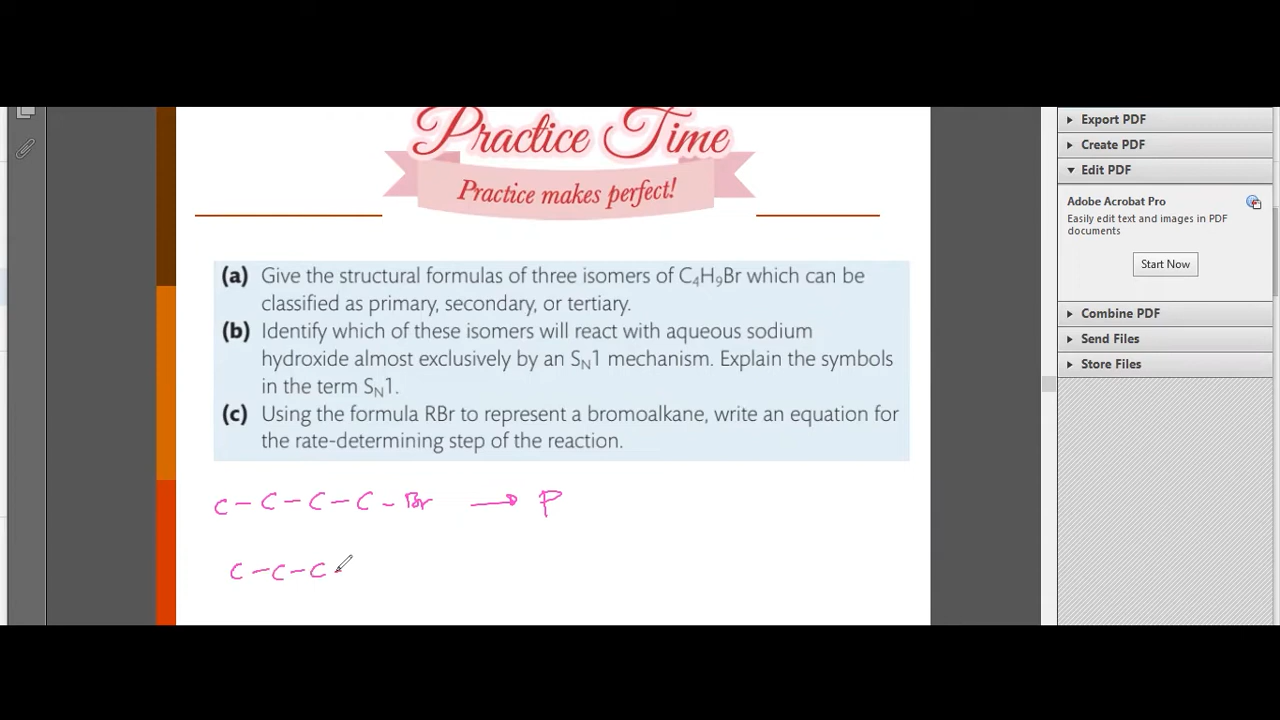 Practice Time
Practice makes perfect!
(a) Give the structural formulas of three isomers of C₄H₉Br which can be
classified as primary, secondary, or tertiary.
(b) Identify which of these isomers will react with aqueous sodium
hydroxide almost exclusively by an SN1 mechanism. Explain the symbols
in the term SN1.
(c) Using the formula RBr to represent a bromoalkane, write an equation for
the rate-determining step of the reaction.
C - C - C - C - Br → P
C - C - C
Export PDF
Create PDF
Edit PDF
Adobe Acrobat Pro
Easily edit text and images in PDF
documents
Start Now
Combine PDF
Send Files
Store Files